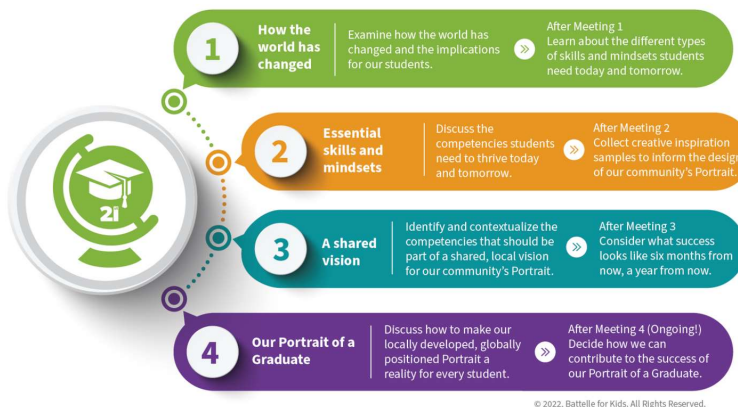 1
How the
world has
changed
Examine how the world has
changed and the implications
for our students.
After Meeting 1
Learn about the different types
of skills and mindsets students
need today and tomorrow.
2
Essential
skills and
mindsets
Discuss the
competencies students
need to thrive today
and tomorrow.
After Meeting 2
Collect creative inspiration
samples to inform the design
of our community's Portrait.
2i
3
A shared
vision
Identify and contextualize the
competencies that should be
part of a shared, local vision
for our community's Portrait.
After Meeting 3
Consider what success
looks like six months from
now, a year from now.
4
Our Portrait of a
Graduate
Discuss how to make our
locally developed, globally
positioned Portrait a
reality for every student.
After Meeting 4 (Ongoing!)
Decide how we can
contribute to the success of
our Portrait of a Graduate.
© 2022. Battelle for Kids. All Rights Reserved.